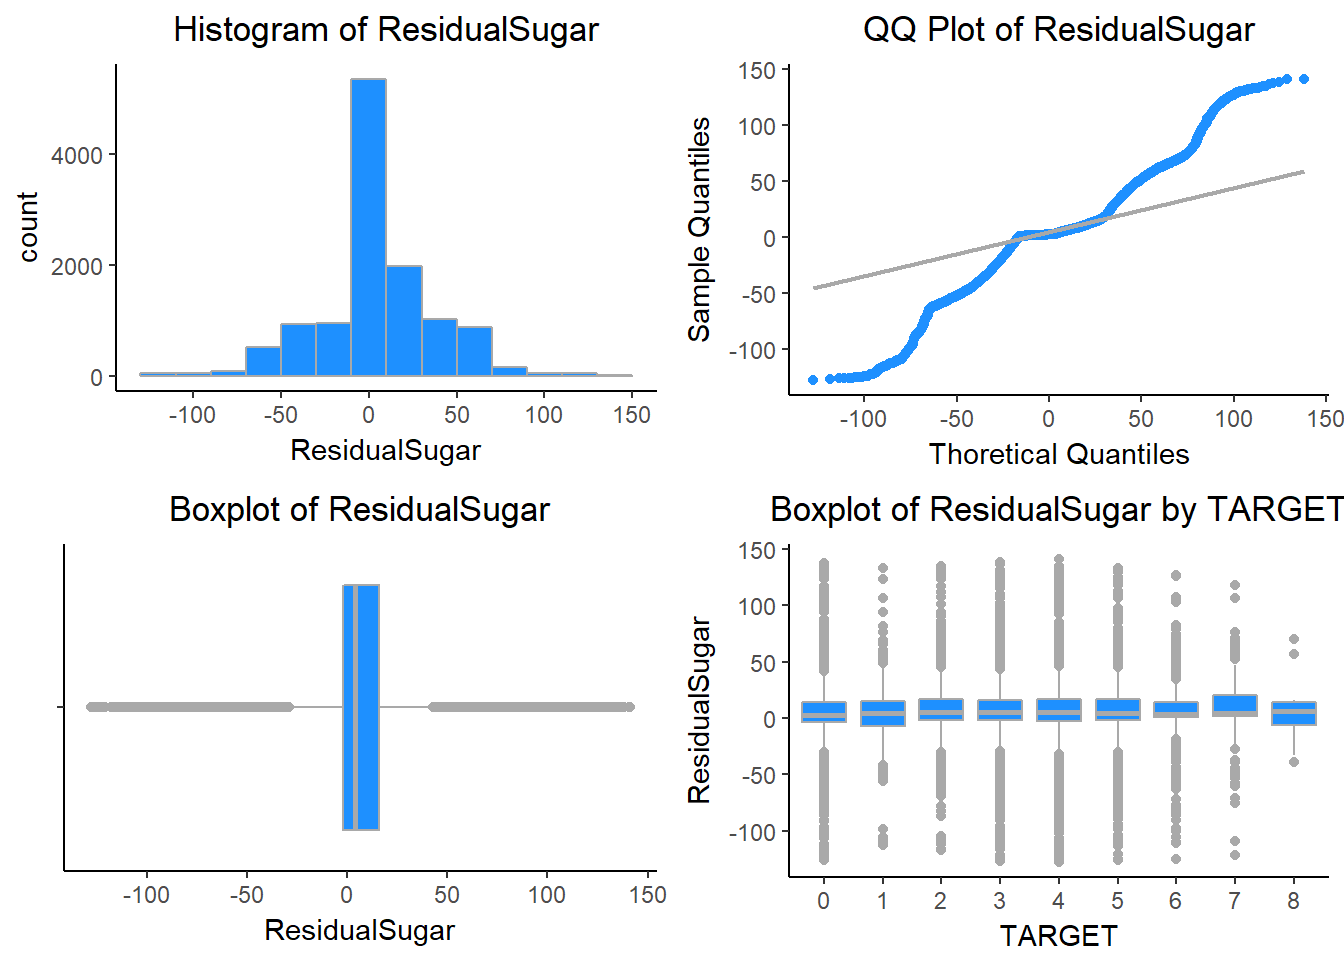 Histogram of ResidualSugar
count
4000
2000
0
-100 -50 0 50 100 150
ResidualSugar
QQ Plot of ResidualSugar
Sample Quantiles
150
100
50
0
-50
-100
-100 -50 0 50 100 150
Thoretical Quantiles
Boxplot of ResidualSugar
-100 -50 0 50 100 150
ResidualSugar
Boxplot of ResidualSugar by TARGET
ResidualSugar
150
100
50
0
-50
-100
0 1 2 3 4 5 6 7 8
TARGET